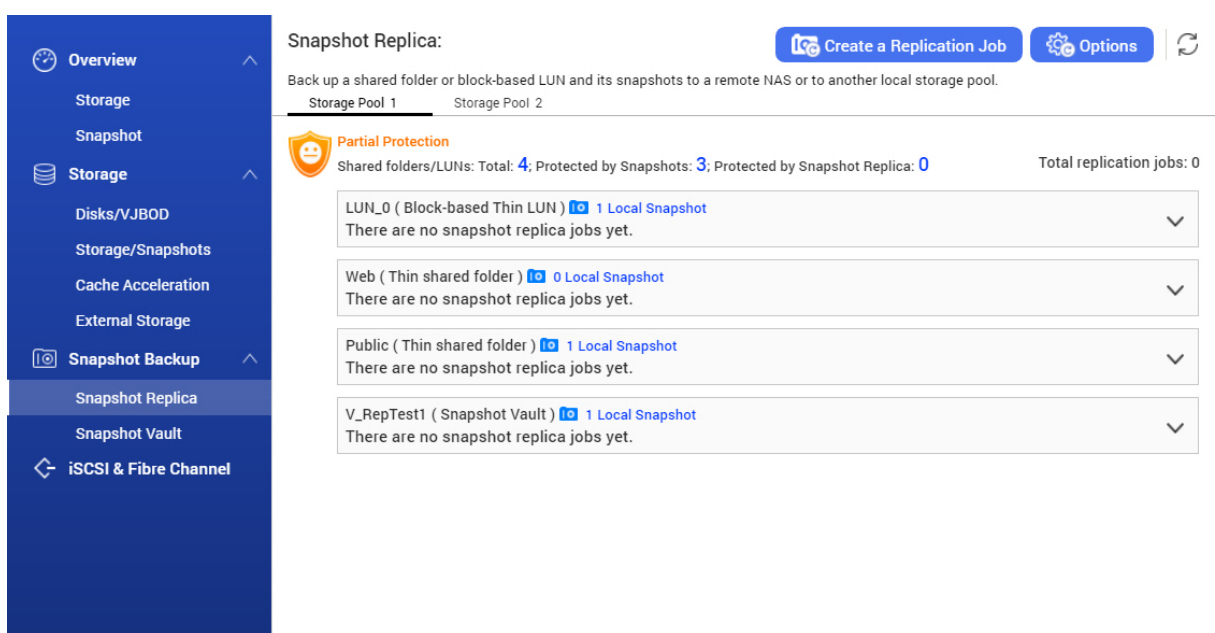 Overview
Storage
Snapshot
Storage
Disks/VJBOD
Storage/Snapshots
Cache Acceleration
External Storage
Snapshot Backup
Snapshot Replica
Snapshot Vault
iSCSI & Fibre Channel
Snapshot Replica:
Create a Replication Job
Options
Back up a shared folder or block-based LUN and its snapshots to a remote NAS or to another local storage pool.
Storage Pool 1 Storage Pool 2
Partial Protection
Shared folders/LUNs: Total: 4; Protected by Snapshots: 3; Protected by Snapshot Replica: 0
Total replication jobs: 0
LUN_0 ( Block-based Thin LUN ) 1 Local Snapshot
There are no snapshot replica jobs yet.
Web ( Thin shared folder ) 0 Local Snapshot
There are no snapshot replica jobs yet.
Public ( Thin shared folder ) 1 Local Snapshot
There are no snapshot replica jobs yet.
V_RepTest1 ( Snapshot Vault ) 1 Local Snapshot
There are no snapshot replica jobs yet.